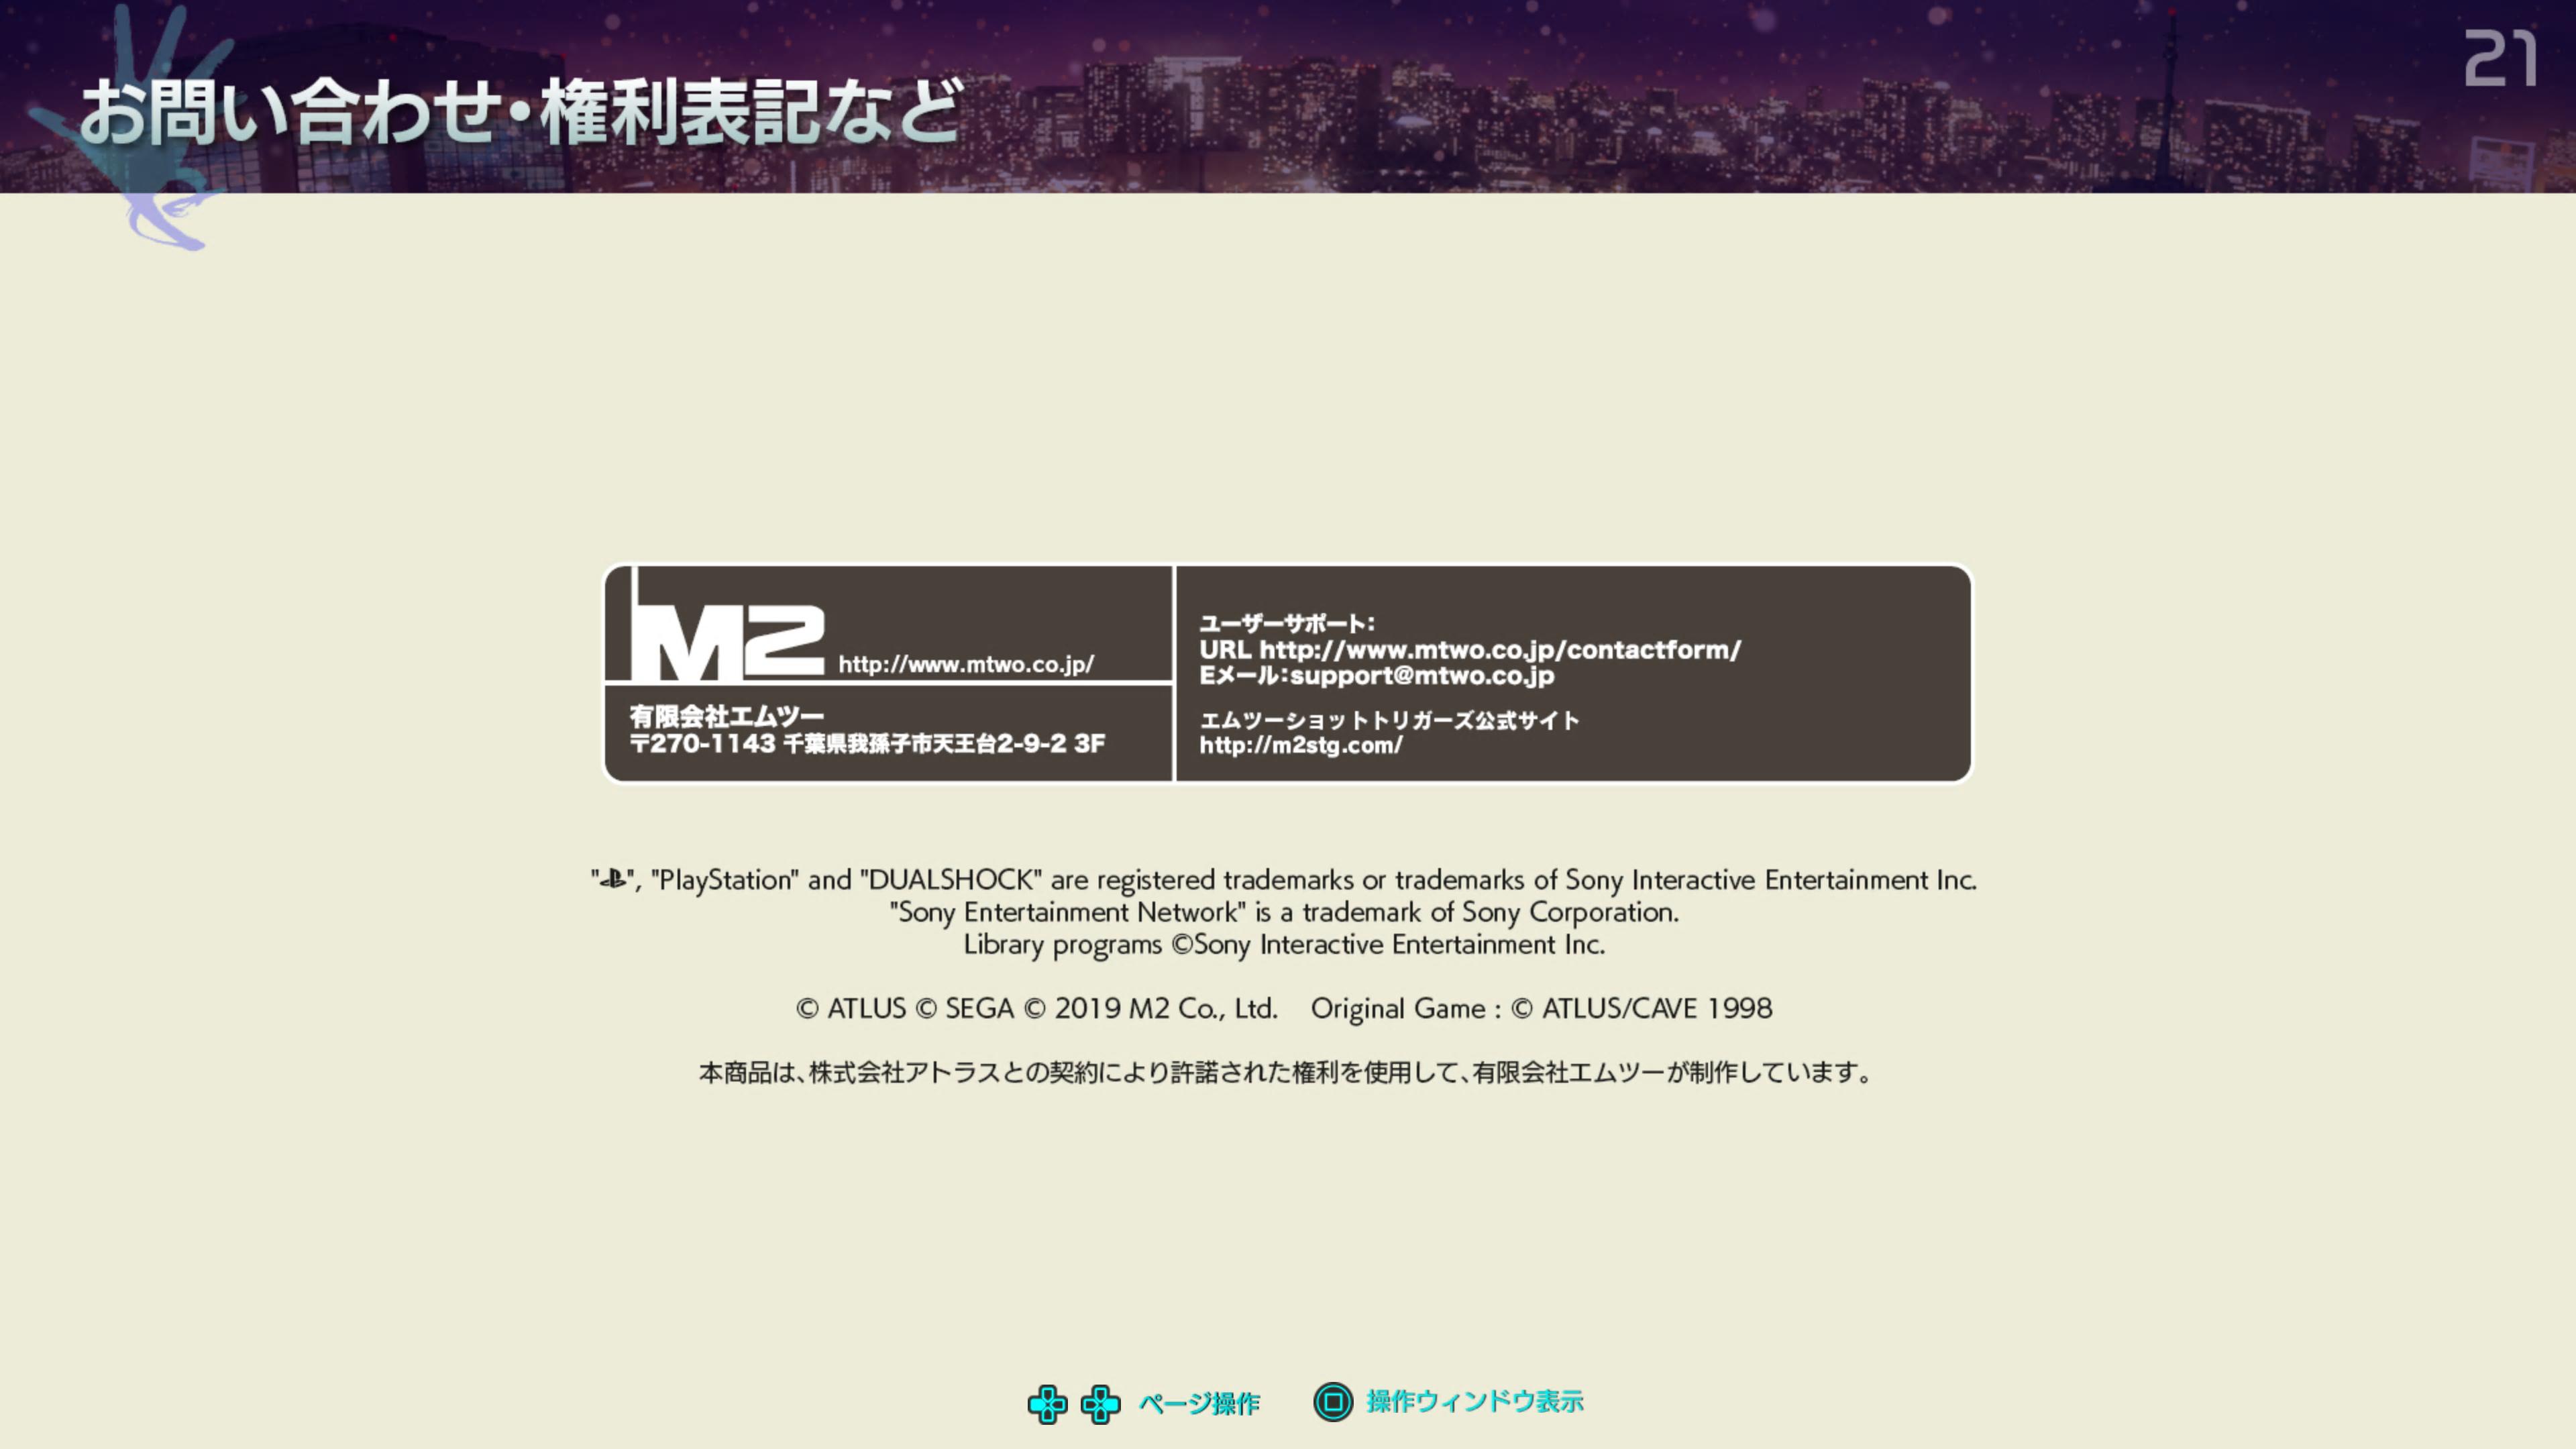 21
お問い合わせ・権利表記など
M2 http://www.mtwo.co.jp/
有限会社エムツー
〒270-1143 千葉県我孫子市天王台2-9-2 3F
ユーザーサポート:
URL http://www.mtwo.co.jp/contactform/
Eメール:support@mtwo.co.jp
エムツーショットトリガーズ公式サイト
http://m2stg.com/
"PS", "PlayStation" and "DUALSHOCK" are registered trademarks or trademarks of Sony Interactive Entertainment Inc.
"Sony Entertainment Network" is a trademark of Sony Corporation.
Library programs ©Sony Interactive Entertainment Inc.
© ATLUS © SEGA © 2019 M2 Co., Ltd. Original Game : © ATLUS/CAVE 1998
本商品は、株式会社アトラスとの契約により許諾された権利を使用して、有限会社エムツーが制作しています。
ページ操作 操作ウィンドウ表示